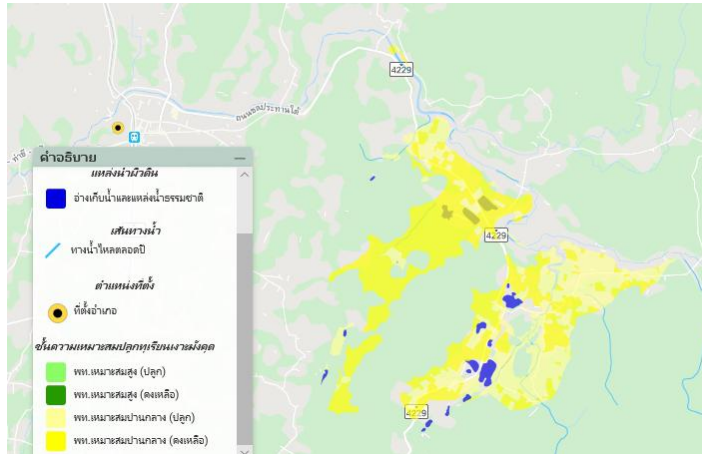 4229
ถนนชลประทานใต้
คำอธิบาย
แหล่งน้ำผิวดิน
อ่างเก็บน้ำและแหล่งน้ำธรรมชาติ
เส้นทางน้ำ
ทางน้ำไหลตลอดปี
ตำแหน่งที่ตั้ง
ที่ตั้งอำเภอ
4229
ชั้นความเหมาะสมปลูกทุเรียนเงาะมังคุด
พท.เหมาะสมสูง (ปลูก)
พท.เหมาะสมสูง (คงเหลือ)
พท.เหมาะสมปานกลาง (ปลูก)
4229
พท.เหมาะสมปานกลาง (คงเหลือ)